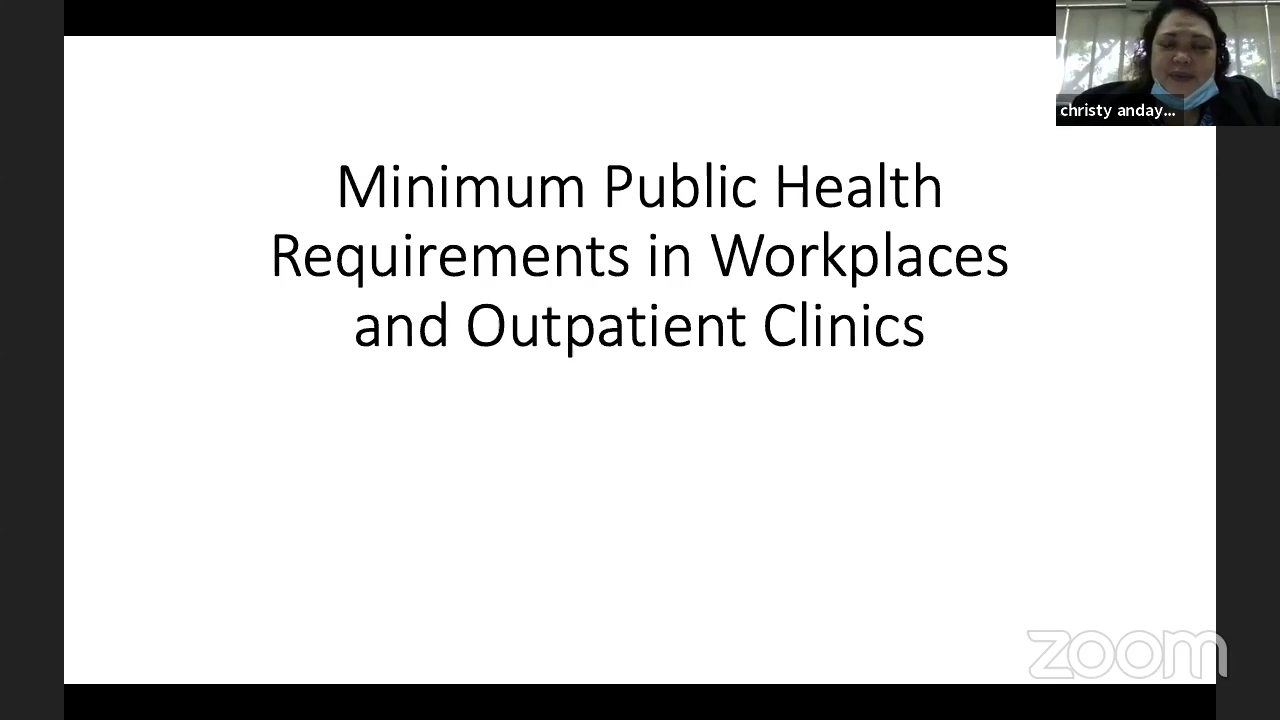 christy anday...
Minimum Public Health
Requirements in Workplaces
and Outpatient Clinics
zoom